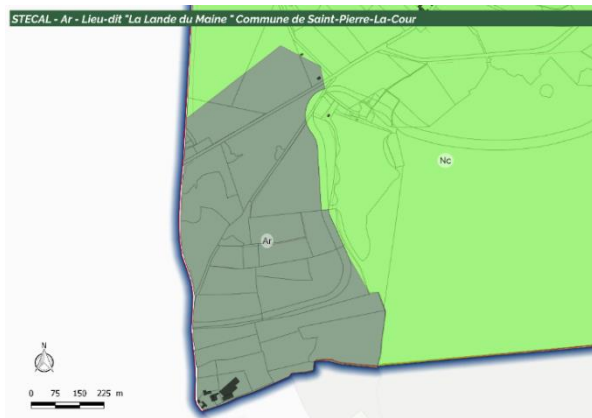 STECAL - Ar - Lieu-dit "La Lande du Maine " Commune de Saint-Pierre-La-Cour
Nc
Ar
N
0 75 150 225 m